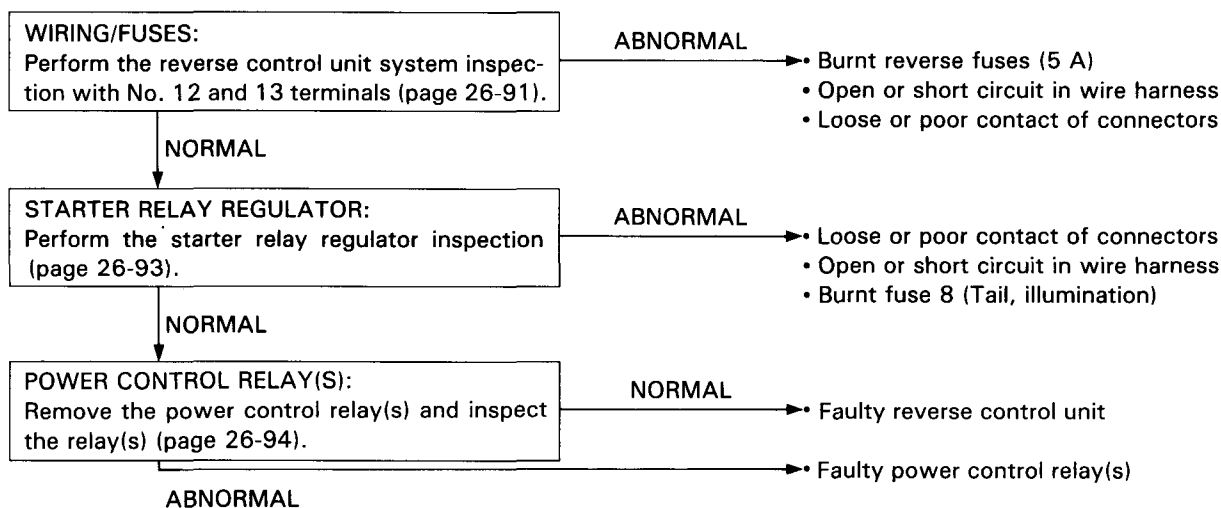 WIRING/FUSES:
Perform the reverse control unit system inspec-
tion with No. 12 and 13 terminals (page 26-91).
ABNORMAL
• Burnt reverse fuses (5 A)
• Open or short circuit in wire harness
• Loose or poor contact of connectors
NORMAL
STARTER RELAY REGULATOR:
Perform the starter relay regulator inspection
(page 26-93).
ABNORMAL
• Loose or poor contact of connectors
• Open or short circuit in wire harness
• Burnt fuse 8 (Tail, illumination)
NORMAL
POWER CONTROL RELAY(S):
Remove the power control relay(s) and inspect
the relay(s) (page 26-94).
NORMAL
• Faulty reverse control unit
• Faulty power control relay(s)
ABNORMAL